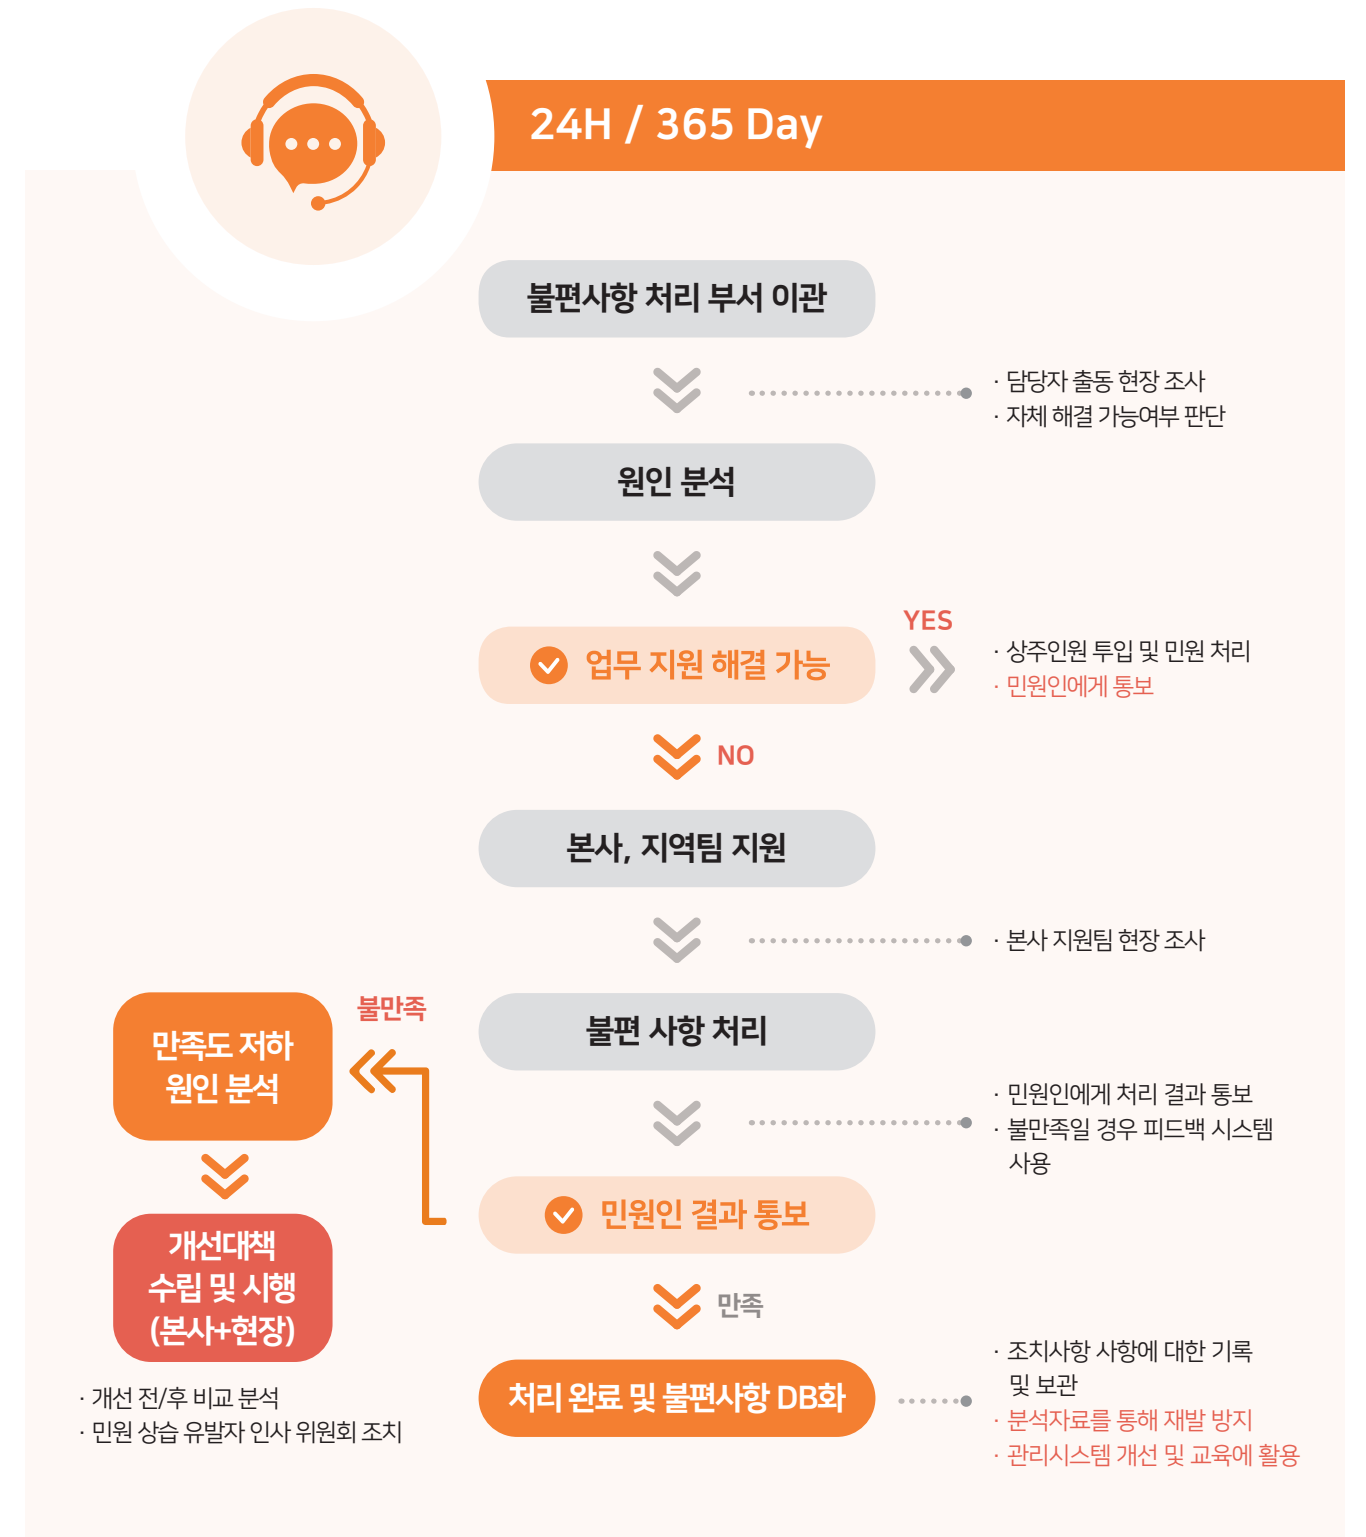 24H / 365 Day
불편사항 처리 부서 이관
· 담당자 출동 현장 조사
· 자체 해결 가능여부 판단
원인 분석
업무 지원 해결 가능
YES
· 상주인원 투입 및 민원 처리
· 민원인에게 통보
NO
본사, 지역팀 지원
· 본사 지원팀 현장 조사
불편 사항 처리
· 민원인에게 처리 결과 통보
· 불만족일 경우 피드백 시스템
사용
민원인 결과 통보
불만족
만족도 저하
원인 분석
개선대책
수립 및 시행
(본사+현장)
· 개선 전/후 비교 분석
· 민원 상습 유발자 인사 위원회 조치
만족
처리 완료 및 불편사항 DB화
· 조치사항 사항에 대한 기록
및 보관
· 분석자료를 통해 재발 방지
· 관리시스템 개선 및 교육에 활용